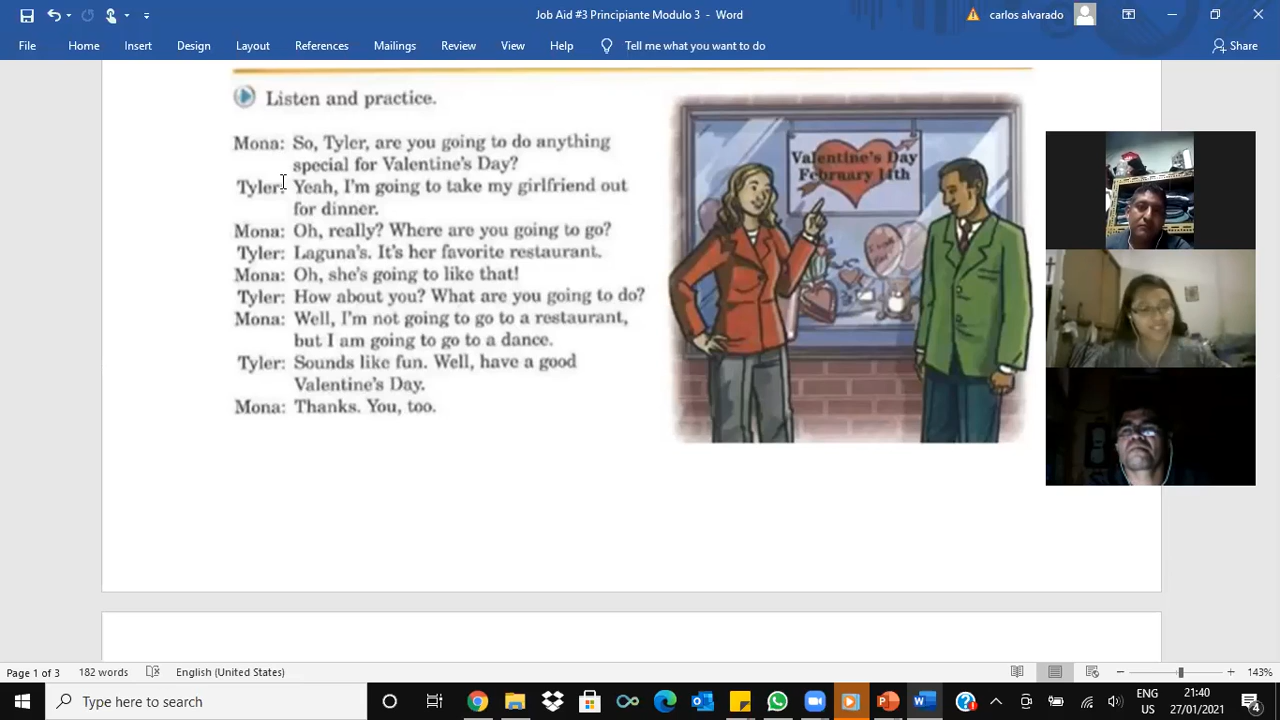 Job Aid #3 Principiante Modulo 3 - Word
carlos alvarado
File Home Insert Design Layout References Mailings Review View Help Tell me what you want to do Share
Listen and practice.
Mona: So, Tyler, are you going to do anything
special for Valentine's Day?
Tyler: Yeah, I'm going to take my girlfriend out
for dinner.
Mona: Oh, really? Where are you going to go?
Tyler: Laguna's. It's her favorite restaurant.
Mona: Oh, she's going to like that!
Tyler: How about you? What are you going to do?
Mona: Well, I'm not going to go to a restaurant,
but I am going to go to a dance.
Tyler: Sounds like fun. Well, have a good
Valentine's Day.
Mona: Thanks. You, too.
Valentine's Day
February 14th
Page 1 of 3 182 words English (United States) 143%
Type here to search
ENG
US
21:40
27/01/2021
4